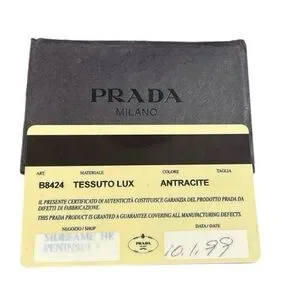 PRADA
MILANO
ART. MATERIALE COLORE TAGLIA
B8424 TESSUTO LUX ANTRACITE
IL PRESENTE CERTIFICATO DI AUTENTICITÀ COSTITUISCE GARANZIA DEL PRODOTTO PRADA DA
DIFETTI DI FABBRICAZIONE.
THIS PRADA PRODUCT IS GRANTED A GUARANTEE COVERING ALL MANUFACTURING DEFECTS.
NEGOZIO / SHOP DATA / DATE
PRADA
10.1.99